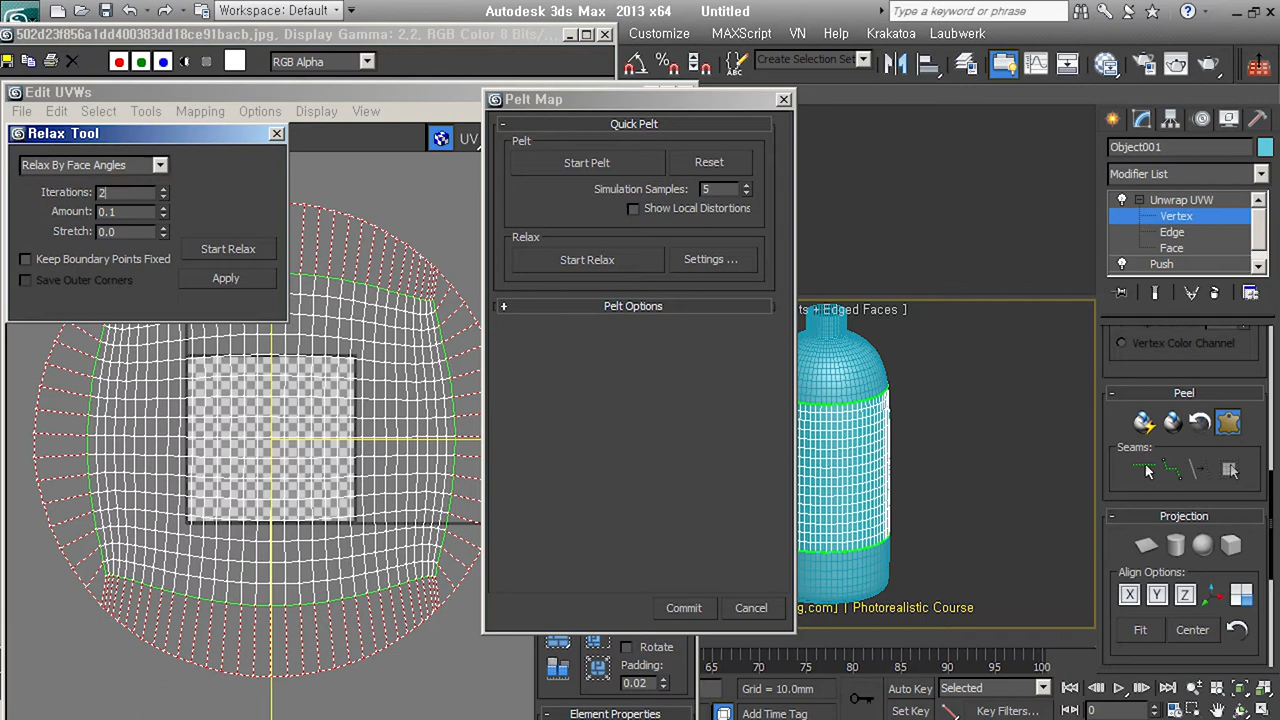 Workspace: Default
Autodesk 3ds Max 2013 x64 Untitled
Type a keyword or phrase
502d23f856a1dd400383dd18ce91bacb.jpg, Display Gamma: 2.2, RGB Color 8 Bits/...
Customize MAXScript VN Help Krakatoa Laubwerk
RGB Alpha
Create Selection Set
Edit UVWs
File Edit Select Tools Mapping Options Display View
UV
Relax Tool
Relax By Face Angles
Iterations: 2
Amount: 0.1
Stretch: 0.0
Start Relax
Keep Boundary Points Fixed
Apply
Save Outer Corners
Pelt Map
- Quick Pelt
Pelt
Start Pelt Reset
Simulation Samples: 5
Show Local Distortions
Relax
Start Relax Settings ...
+ Pelt Options
Commit Cancel
Rotate
Padding:
0.02
Element Properties
ts + Edged Faces ]
g.com] | Photorealistic Course
Object001
Modifier List
Unwrap UVW
Vertex
Edge
Face
Push
Vertex Color Channel
- Peel
Seams:
- Projection
Align Options:
X Y Z
Fit Center
65 70 75 80 85 90 95 100
Grid = 10.0mm
Add Time Tag
Auto Key Selected
Set Key Key Filters...
0